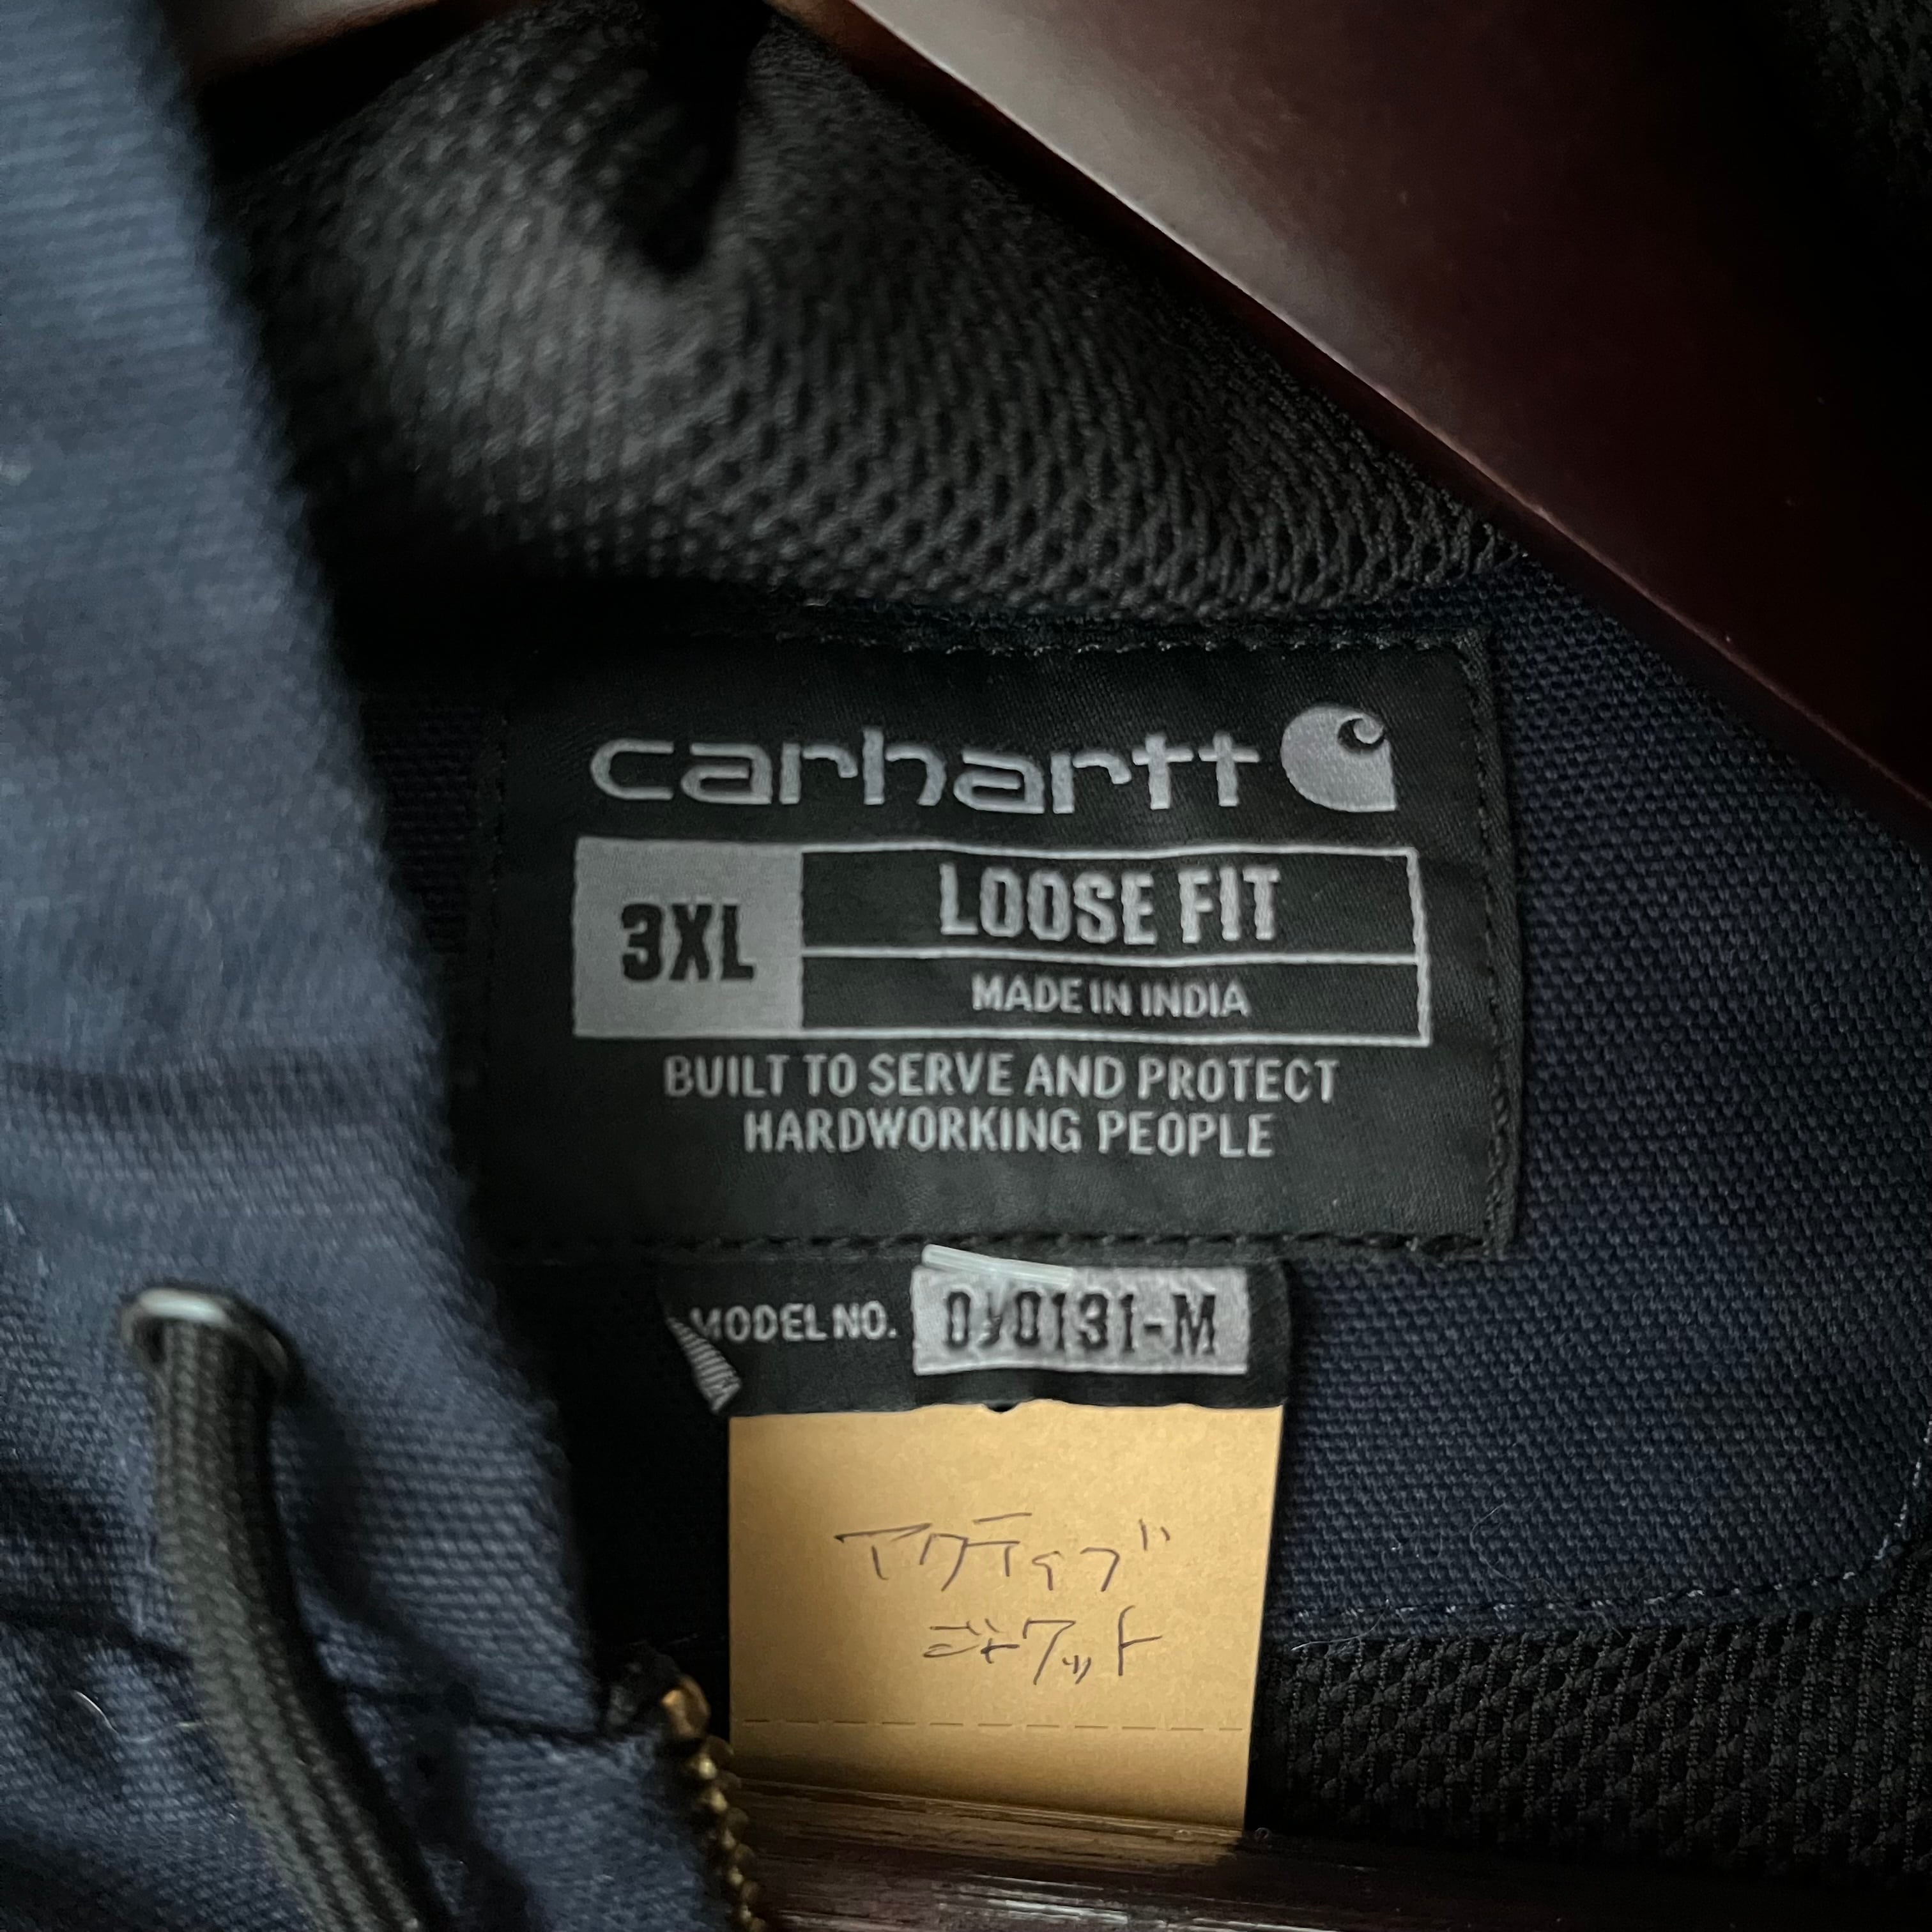 carhartt
3XL
LOOSE FIT
MADE IN INDIA
BUILT TO SERVE AND PROTECT
HARDWORKING PEOPLE
MODEL NO.
アクティブ
ジャケット